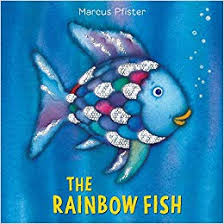 Marcus Pfister
THE
RAINBOW FISH